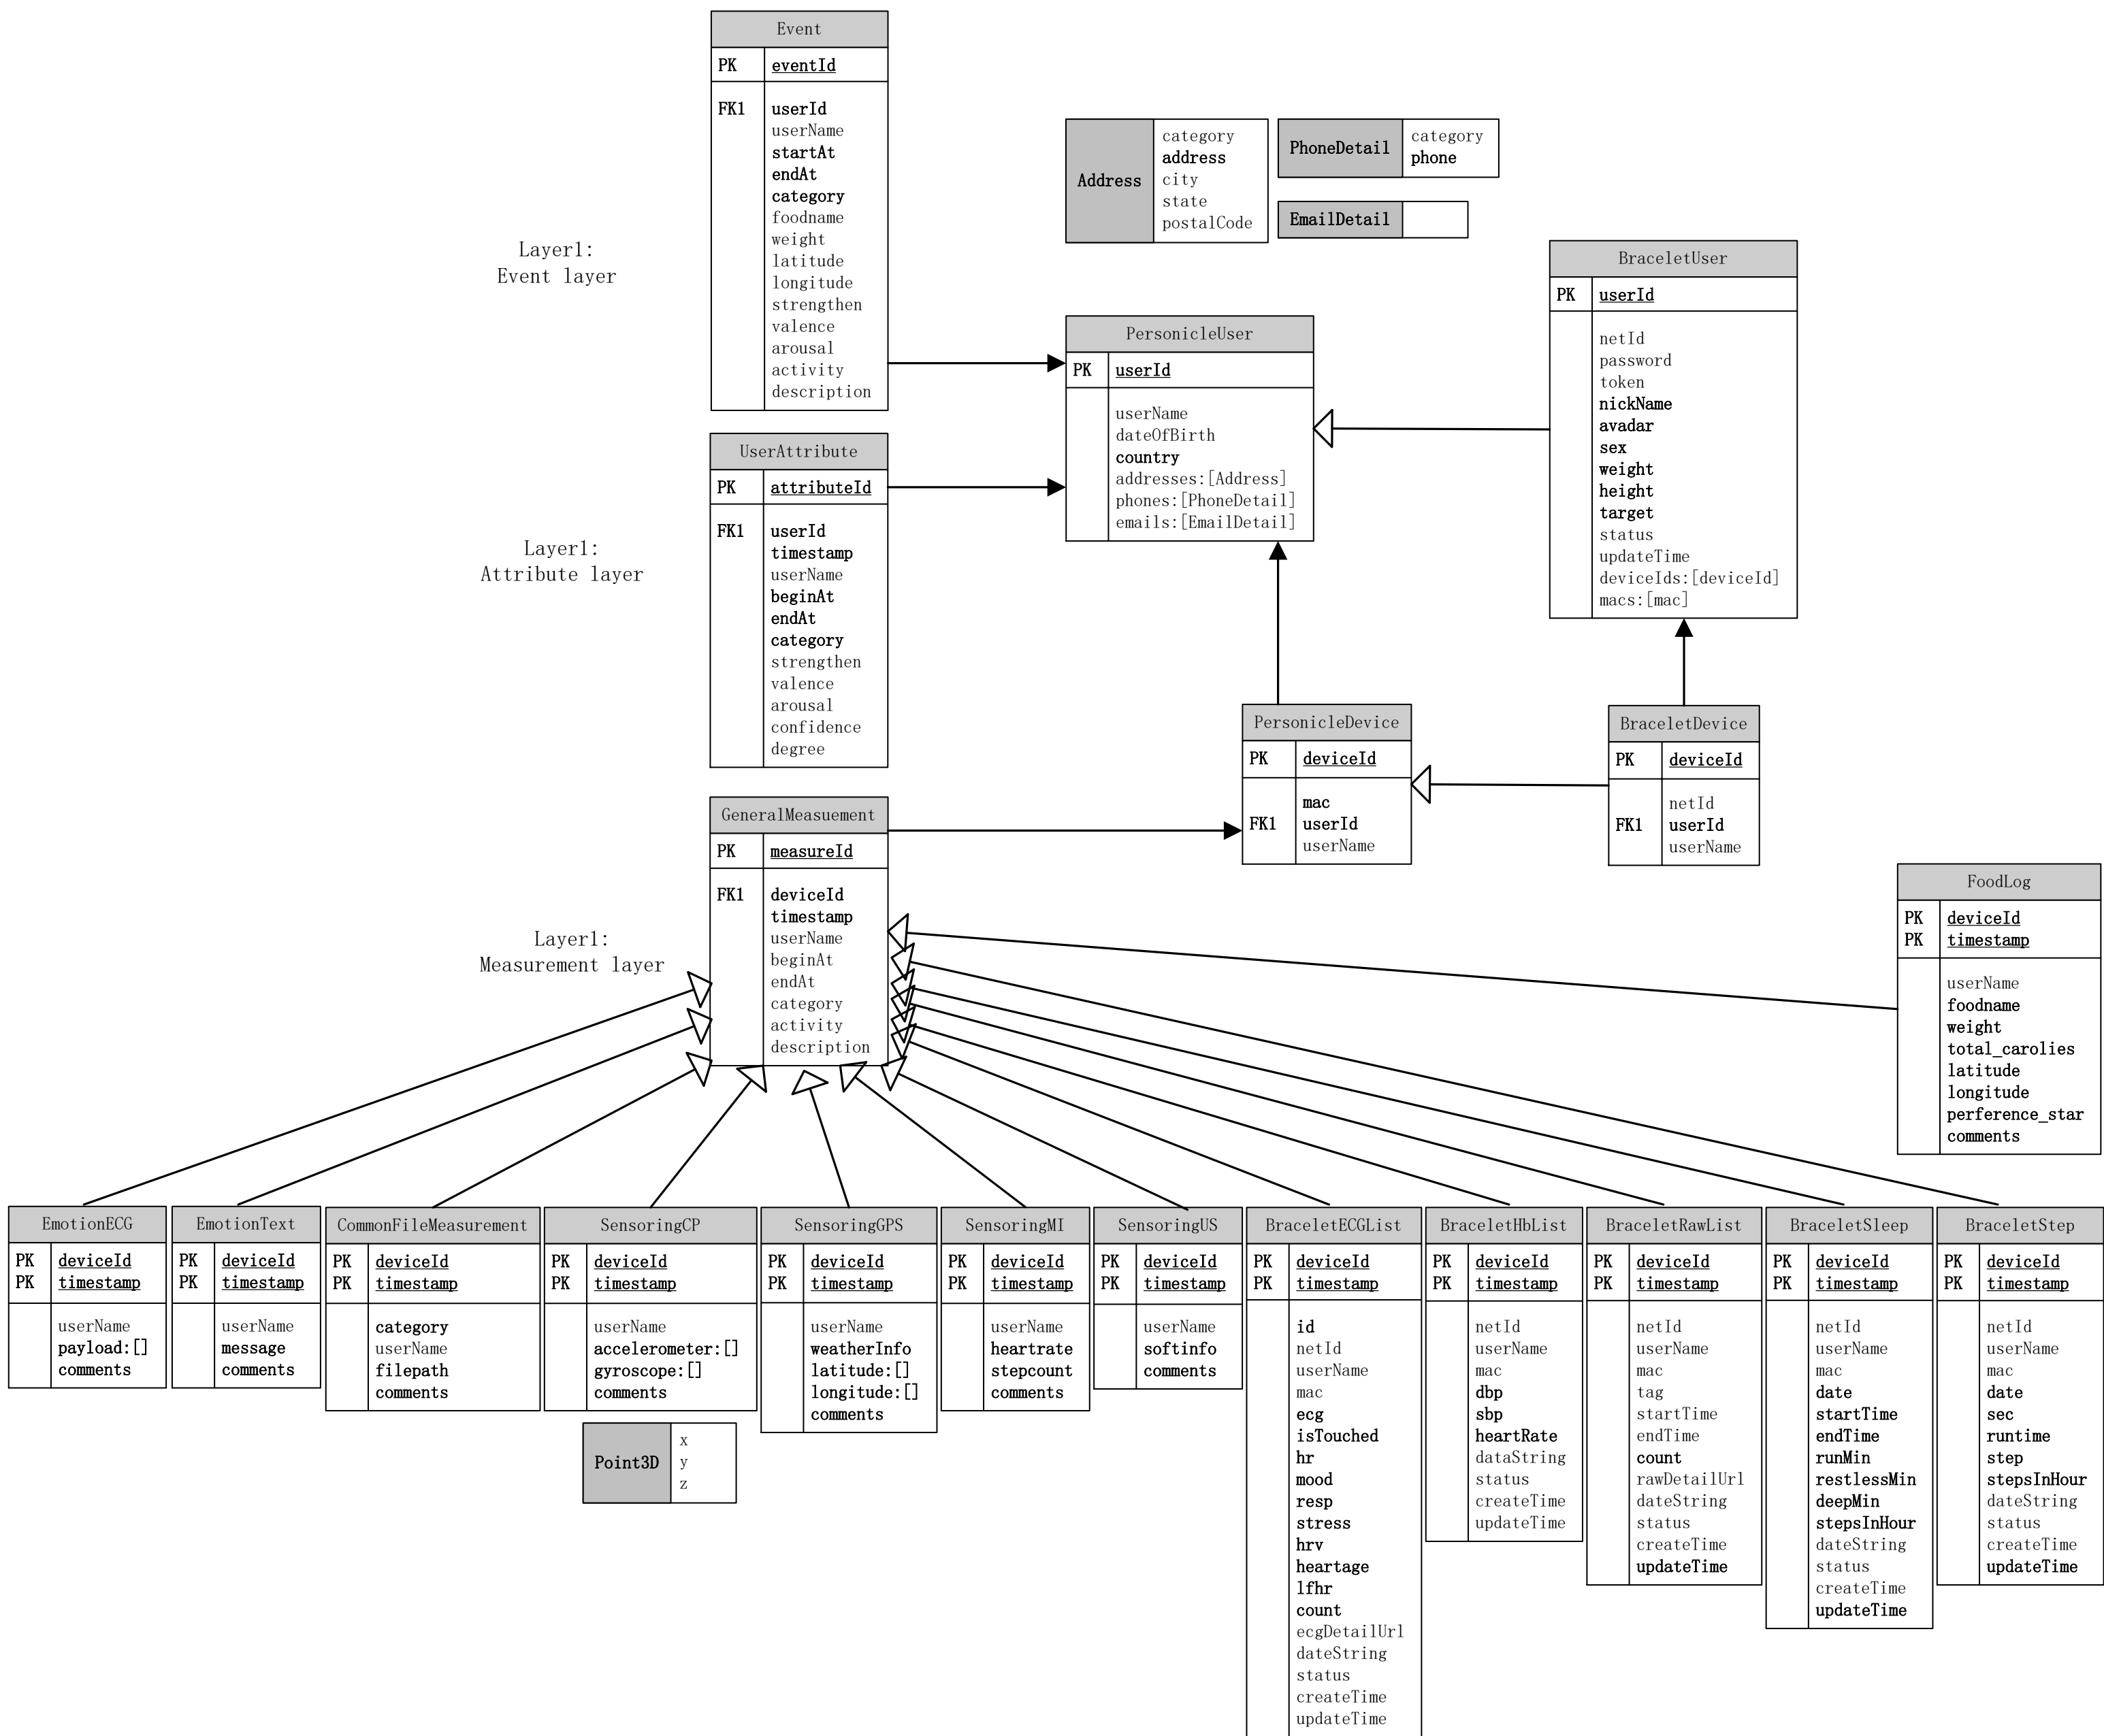 Event
PK eventId
FK1 userId
userName
startAt
endAt
category
foodname
weight
latitude
longitude
strengthen
valence
arousal
activity
description
Layer1:
Event layer
Address
category
address
city
state
postalCode
PhoneDetail
category
phone
EmailDetail
BraceletUser
PK userId
netId
password
token
nickName
avadar
sex
weight
height
target
status
updateTime
deviceIds:[deviceId]
macs:[mac]
PersonicleUser
PK userId
userName
dateOfBirth
country
addresses:[Address]
phones:[PhoneDetail]
emails:[EmailDetail]
UserAttribute
PK attributeId
FK1 userId
timestamp
userName
beginAt
endAt
category
strengthen
valence
arousal
confidence
degree
Layer1:
Attribute layer
PersonicleDevice
PK deviceId
mac
FK1 userId
userName
BraceletDevice
PK deviceId
netId
FK1 userId
userName
GeneralMeasuement
PK measureId
FK1 deviceId
timestamp
userName
beginAt
endAt
category
activity
description
Layer1:
Measurement layer
FoodLog
PK deviceId
PK timestamp
userName
foodname
weight
total_carolies
latitude
longitude
perference_star
comments
EmotionECG
PK deviceId
PK timestamp
userName
payload:[]
comments
EmotionText
PK deviceId
PK timestamp
userName
message
comments
CommonFileMeasurement
PK deviceId
PK timestamp
category
userName
filepath
comments
SensoringCP
PK deviceId
PK timestamp
userName
accelerometer:[]
gyroscope:[]
comments
Point3D
x
y
z
SensoringGPS
PK deviceId
PK timestamp
userName
weatherInfo
latitude:[]
longitude:[]
comments
SensoringMI
PK deviceId
PK timestamp
userName
heartrate
stepcount
comments
SensoringUS
PK deviceId
PK timestamp
userName
softinfo
comments
BraceletECGList
PK deviceId
PK timestamp
id
netId
userName
mac
ecg
isTouched
hr
mood
resp
stress
hrv
heartage
lfhr
count
ecgDetailUrl
dateString
status
createTime
updateTime
BraceletHbList
PK deviceId
PK timestamp
netId
userName
mac
dbp
sbp
heartRate
dataString
status
createTime
updateTime
BraceletRawList
PK deviceId
PK timestamp
netId
userName
mac
tag
startTime
endTime
count
rawDetailUrl
dateString
status
createTime
updateTime
BraceletSleep
PK deviceId
PK timestamp
netId
userName
mac
date
startTime
endTime
runMin
restlessMin
deepMin
stepsInHour
dateString
status
createTime
updateTime
BraceletStep
PK deviceId
PK timestamp
netId
userName
mac
date
sec
runtime
step
stepsInHour
dateString
status
createTime
updateTime